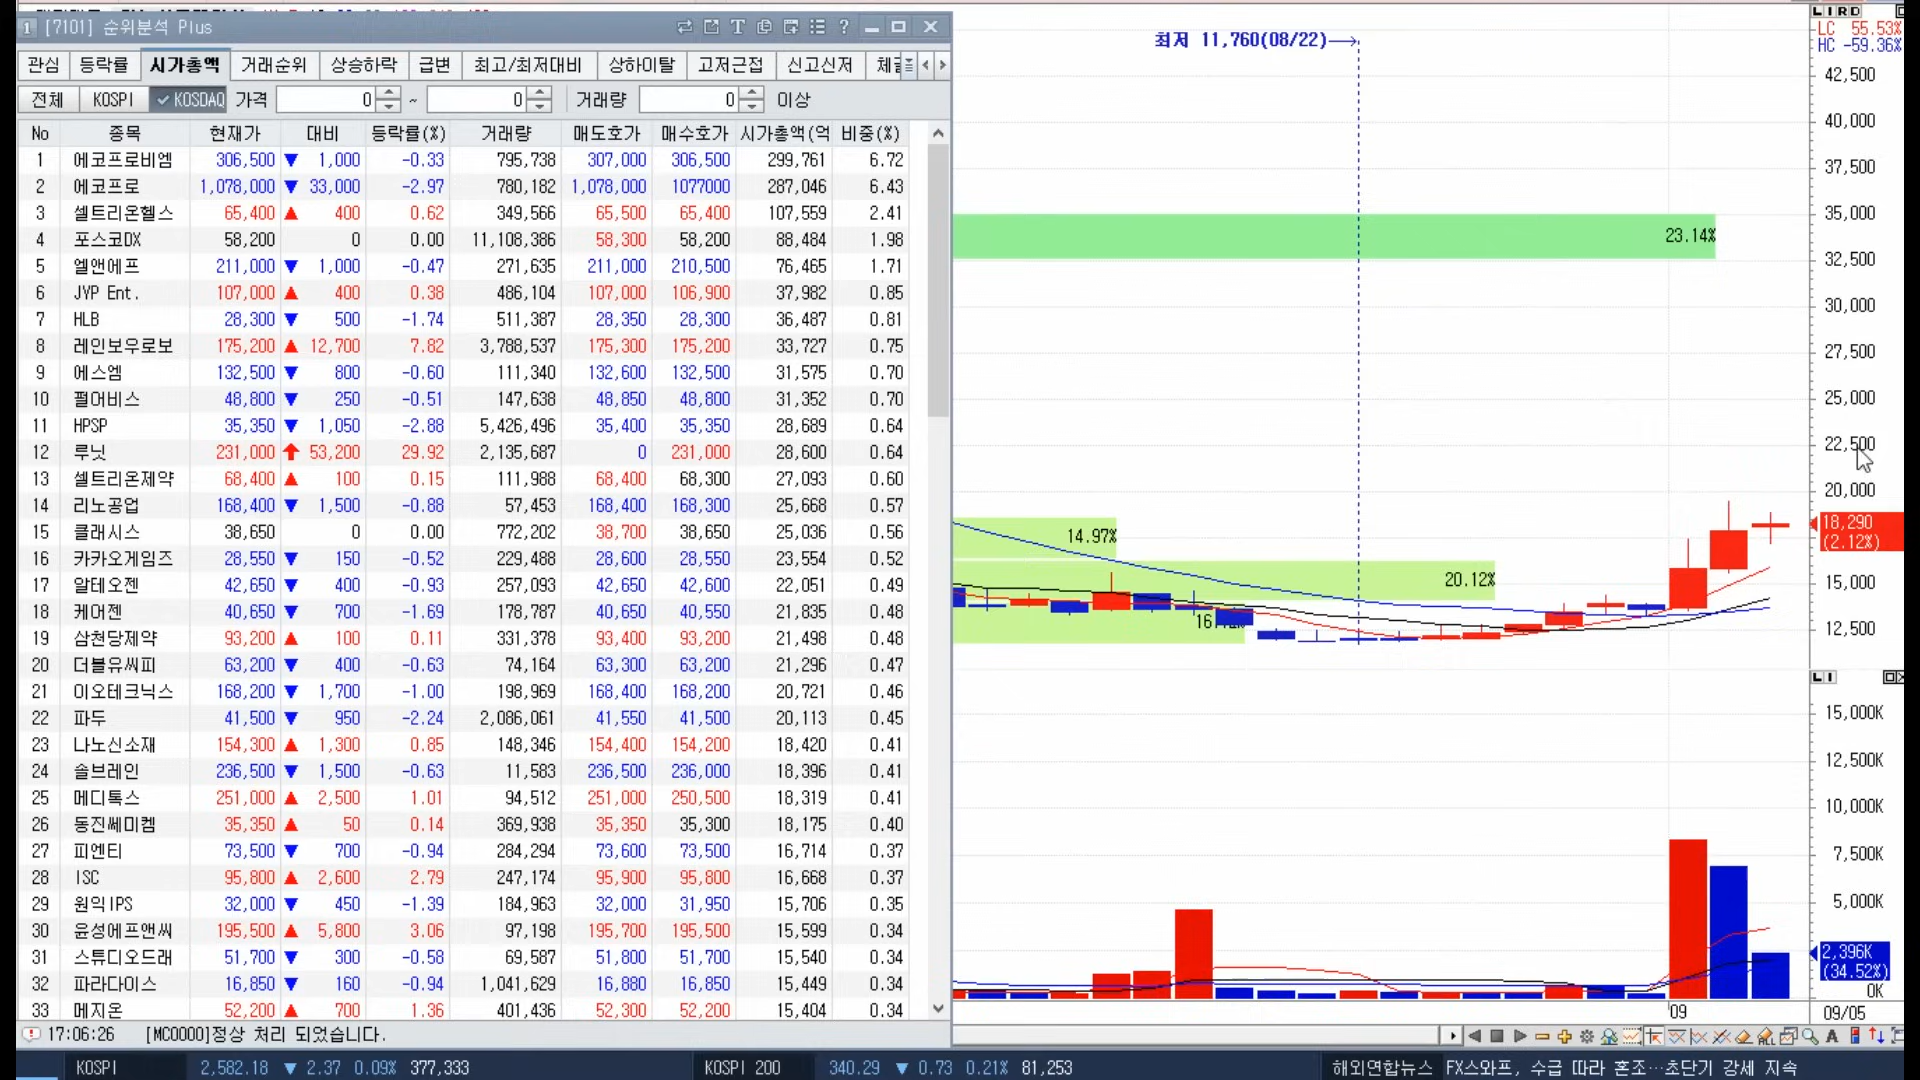 [7101] 순위분석 Plus
관심 등락률 시가총액 거래순위 상승하락 급변 최고/최저대비 상하이탈 고저근접 신고신저
전체 KOSPI KOSDAQ 가격 0 ~ 0 거래량 0 이상
No 종목 현재가 대비 등락률(%) 거래량 매도호가 매수호가 시가총액(억 비중(%)
1 에코프로비엠 306,500 ▼ 1,000 -0.33 795,738 307,000 306,500 299,761 6.72
2 에코프로 1,078,000 ▼ 33,000 -2.97 780,182 1,078,000 1077000 287,046 6.43
3 셀트리온헬스 65,400 ▲ 400 0.62 349,566 65,500 65,400 107,559 2.41
4 포스코DX 58,200 0 0.00 11,108,386 58,300 58,200 88,484 1.98
5 엘앤에프 211,000 ▼ 1,000 -0.47 271,635 211,000 210,500 76,465 1.71
6 JYP Ent. 107,000 ▲ 400 0.38 486,104 107,000 106,900 37,982 0.85
7 HLB 28,300 ▼ 500 -1.74 511,387 28,350 28,300 36,487 0.81
8 레인보우로보 175,200 ▲ 12,700 7.82 3,788,537 175,300 175,200 33,727 0.75
9 에스엠 132,500 ▼ 800 -0.60 111,340 132,600 132,500 31,575 0.70
10 펄어비스 48,800 ▼ 250 -0.51 147,638 48,850 48,800 31,352 0.70
11 HPSP 35,350 ▼ 1,050 -2.88 5,426,496 35,400 35,350 28,689 0.64
12 루닛 231,000 ↑ 53,200 29.92 2,135,687 0 231,000 28,600 0.64
13 셀트리온제약 68,400 ▲ 100 0.15 111,988 68,400 68,300 27,093 0.60
14 리노공업 168,400 ▼ 1,500 -0.88 57,453 168,400 168,300 25,668 0.57
15 클래시스 38,650 0 0.00 772,202 38,700 38,650 25,036 0.56
16 카카오게임즈 28,550 ▼ 150 -0.52 229,488 28,600 28,550 23,554 0.52
17 알테오젠 42,650 ▼ 400 -0.93 257,093 42,650 42,600 22,051 0.49
18 케어젠 40,650 ▼ 700 -1.69 178,787 40,650 40,550 21,835 0.48
19 삼천당제약 93,200 ▲ 100 0.11 331,378 93,400 93,200 21,498 0.48
20 더블유씨피 63,200 ▼ 400 -0.63 74,164 63,300 63,200 21,296 0.47
21 이오테크닉스 168,200 ▼ 1,700 -1.00 198,969 168,400 168,200 20,721 0.46
22 파두 41,500 ▼ 950 -2.24 2,086,061 41,550 41,500 20,113 0.45
23 나노신소재 154,300 ▲ 1,300 0.85 148,346 154,400 154,200 18,420 0.41
24 솔브레인 236,500 ▼ 1,500 -0.63 11,583 236,500 236,000 18,396 0.41
25 메디톡스 251,000 ▲ 2,500 1.01 94,512 251,000 250,500 18,319 0.41
26 동진쎄미켐 35,350 ▲ 50 0.14 369,938 35,350 35,300 18,175 0.40
27 피엔티 73,500 ▼ 700 -0.94 284,294 73,600 73,500 16,714 0.37
28 ISC 95,800 ▲ 2,600 2.79 247,174 95,900 95,800 16,668 0.37
29 원익IPS 32,000 ▼ 450 -1.39 184,963 32,000 31,950 15,706 0.35
30 윤성에프앤씨 195,500 ▲ 5,800 3.06 97,198 195,700 195,500 15,599 0.34
31 스튜디오드래 51,700 ▼ 300 -0.58 69,587 51,800 51,700 15,540 0.34
32 파라다이스 16,850 ▼ 160 -0.94 1,041,629 16,880 16,850 15,449 0.34
33 메지온 52,200 ▲ 700 1.36 401,436 52,300 52,200 15,404 0.34
17:06:26 [MC0000]정상 처리 되었습니다.
최저 11,760(08/22)
L I R D
LC 55.53%
HC -59.36%
42,500
40,000
37,500
35,000
23.14%
32,500
30,000
27,500
25,000
22,500
20,000
18,290
(2.12%)
14.97%
20.12%
15,000
12,500
L I
15,000K
12,500K
10,000K
7,500K
5,000K
2,396K
(34.52%)
0K
09
09/05
KOSPI 2,582.18 ▼ 2.37 0.09% 377,333 KOSPI 200 340.29 ▼ 0.73 0.21% 81,253 해외연합뉴스 FX스와프, 수급 따라 혼조…초단기 강세 지속